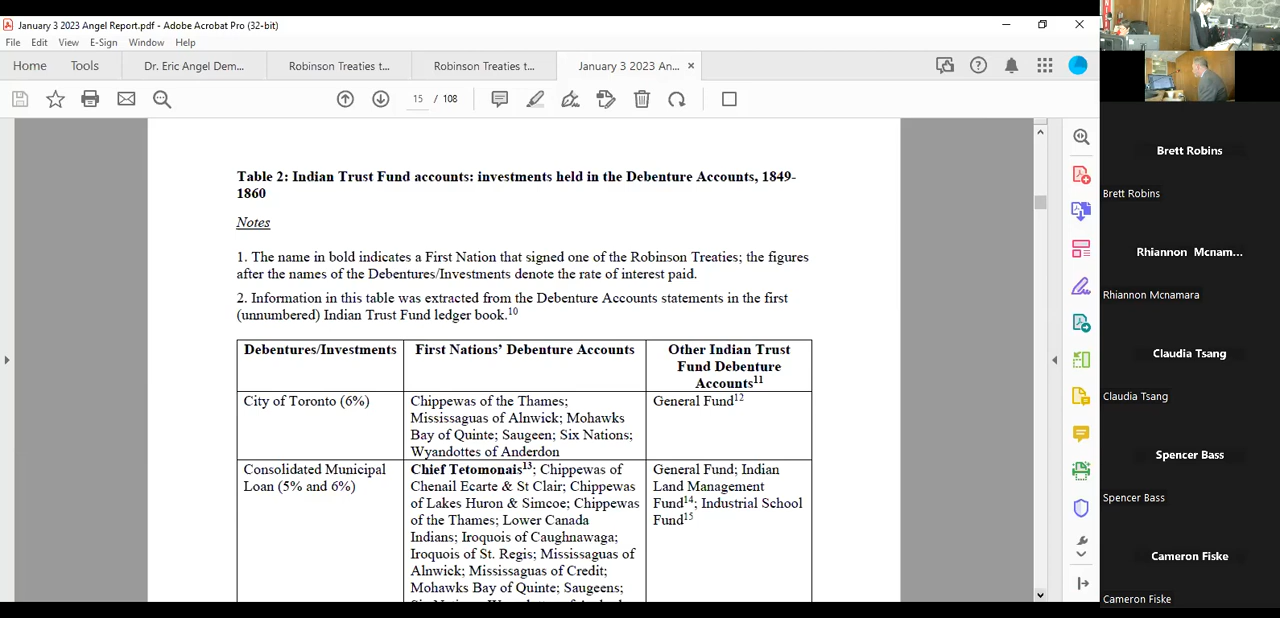 January 3 2023 Angel Report.pdf - Adobe Acrobat Pro (32-bit)
File Edit View E-Sign Window Help
Home Tools Dr. Eric Angel Dem... Robinson Treaties t... Robinson Treaties t... January 3 2023 An... ×
15 / 108
Table 2: Indian Trust Fund accounts: investments held in the Debenture Accounts, 1849-
1860
Notes
1. The name in bold indicates a First Nation that signed one of the Robinson Treaties; the figures
after the names of the Debentures/Investments denote the rate of interest paid.
2. Information in this table was extracted from the Debenture Accounts statements in the first
(unnumbered) Indian Trust Fund ledger book.10
Debentures/Investments
First Nations' Debenture Accounts
Other Indian Trust
Fund Debenture
Accounts11
City of Toronto (6%)
Chippewas of the Thames;
Mississaguas of Alnwick; Mohawks
Bay of Quinte; Saugeen; Six Nations;
Wyandottes of Anderdon
General Fund12
Consolidated Municipal
Loan (5% and 6%)
Chief Tetomonais13; Chippewas of
Chenail Ecarte & St Clair; Chippewas
of Lakes Huron & Simcoe; Chippewas
of the Thames; Lower Canada
Indians; Iroquois of Caughnawaga;
Iroquois of St. Regis; Mississaguas of
Alnwick; Mississaguas of Credit;
Mohawks Bay of Quinte; Saugeens;
General Fund; Indian
Land Management
Fund14; Industrial School
Fund15
Brett Robins
Brett Robins
Rhiannon Mcnam...
Rhiannon Mcnamara
Claudia Tsang
Claudia Tsang
Spencer Bass
Spencer Bass
Cameron Fiske
Cameron Fiske